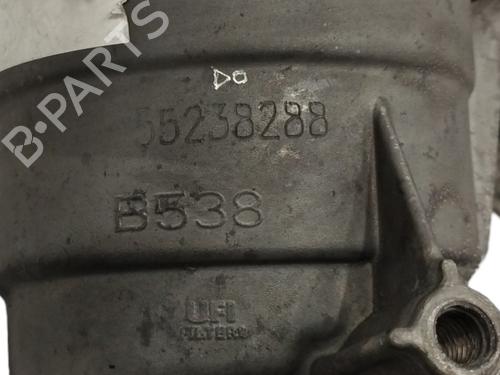 DO
55238288
B538
UFI
FILTERS
B-PARTS